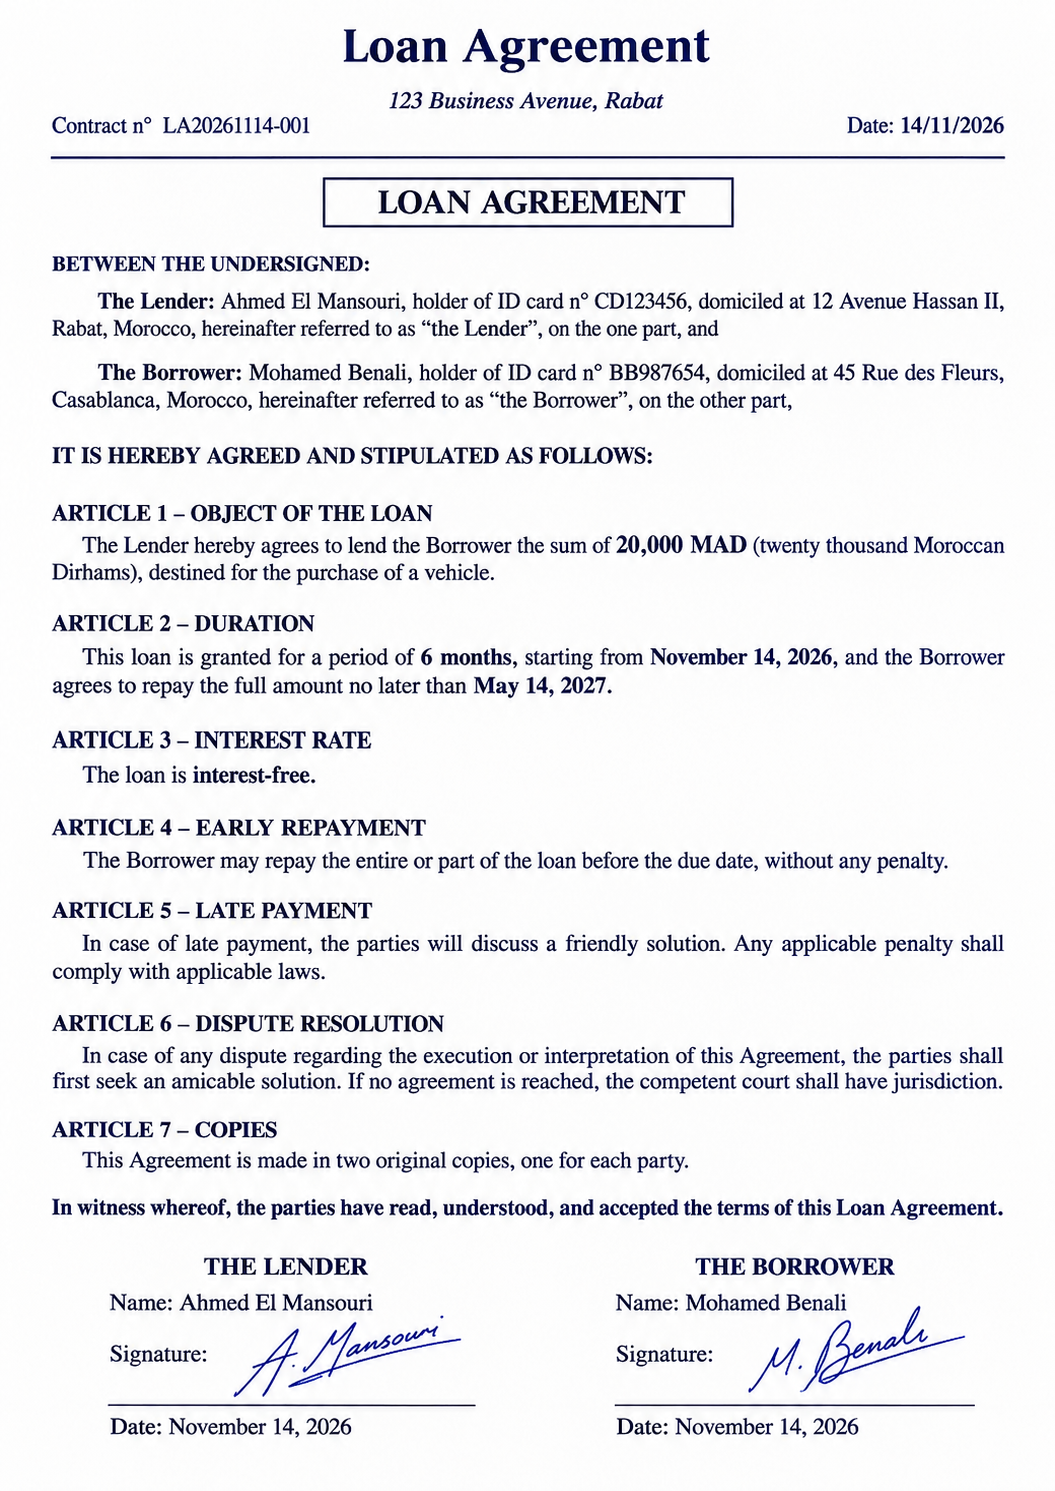 Loan Agreement
123 Business Avenue, Rabat
Contract n° LA20261114-001
Date: 14/11/2026
LOAN AGREEMENT
BETWEEN THE UNDERSIGNED:
The Lender: Ahmed El Mansouri, holder of ID card n° CD123456, domiciled at 12 Avenue Hassan II,
Rabat, Morocco, hereinafter referred to as “the Lender”, on the one part, and
The Borrower: Mohamed Benali, holder of ID card n° BB987654, domiciled at 45 Rue des Fleurs,
Casablanca, Morocco, hereinafter referred to as “the Borrower”, on the other part,
IT IS HEREBY AGREED AND STIPULATED AS FOLLOWS:
ARTICLE 1 – OBJECT OF THE LOAN
The Lender hereby agrees to lend the Borrower the sum of 20,000 MAD (twenty thousand Moroccan
Dirhams), destined for the purchase of a vehicle.
ARTICLE 2 – DURATION
This loan is granted for a period of 6 months, starting from November 14, 2026, and the Borrower
agrees to repay the full amount no later than May 14, 2027.
ARTICLE 3 – INTEREST RATE
The loan is interest-free.
ARTICLE 4 – EARLY REPAYMENT
The Borrower may repay the entire or part of the loan before the due date, without any penalty.
ARTICLE 5 – LATE PAYMENT
In case of late payment, the parties will discuss a friendly solution. Any applicable penalty shall
comply with applicable laws.
ARTICLE 6 – DISPUTE RESOLUTION
In case of any dispute regarding the execution or interpretation of this Agreement, the parties shall
first seek an amicable solution. If no agreement is reached, the competent court shall have jurisdiction.
ARTICLE 7 – COPIES
This Agreement is made in two original copies, one for each party.
In witness whereof, the parties have read, understood, and accepted the terms of this Loan Agreement.
THE LENDER
Name: Ahmed El Mansouri
Signature: A. Mansouri
Date: November 14, 2026
THE BORROWER
Name: Mohamed Benali
Signature: M. Benali
Date: November 14, 2026